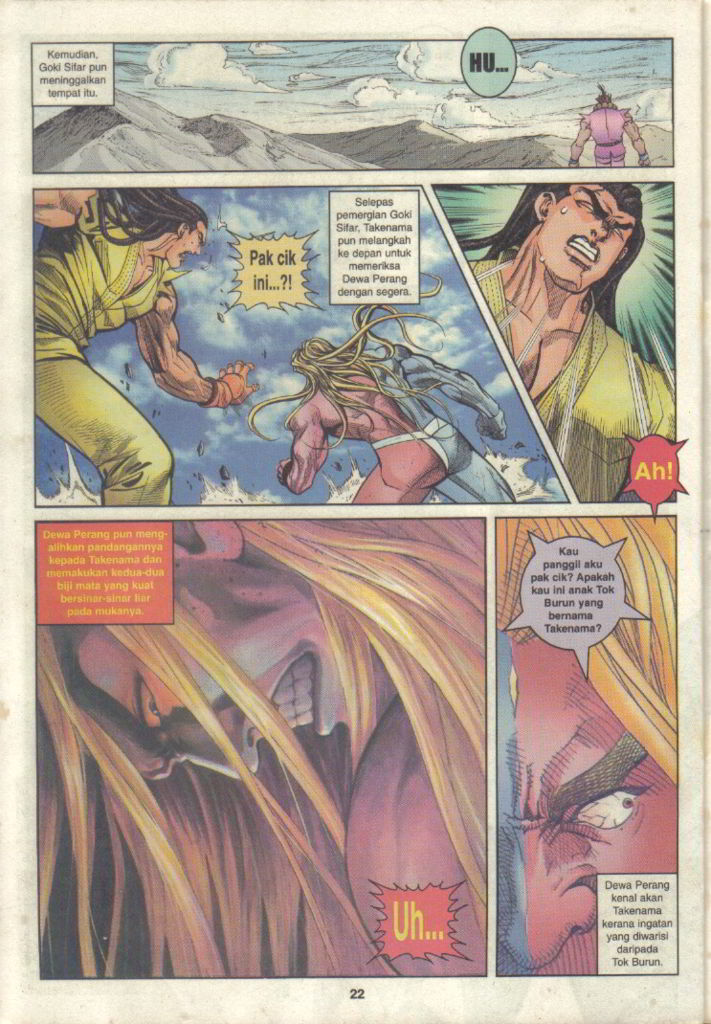 Kemudian,
Goki Sifar pun
meninggalkan
tempat itu.
HU...
Pak cik
ini...?!
Selepas
pemergian Goki
Sifar, Takenama
pun melangkah
ke depan untuk
memeriksa
Dewa Perang
dengan segera.
Ah!
Dewa Perang pun meng-
alihkan pandangannya
kepada Takenama dan
memakukan kedua-dua
biji mata yang kuat
bersinar-sinar liar
pada mukanya.
Uh...
Kau
panggil aku
pak cik? Apakah
kau ini anak Tok
Burun yang
bernama
Takenama?
Dewa Perang
kenal akan
Takenama
kerana ingatan
yang diwarisi
daripada
Tok Burun.
22